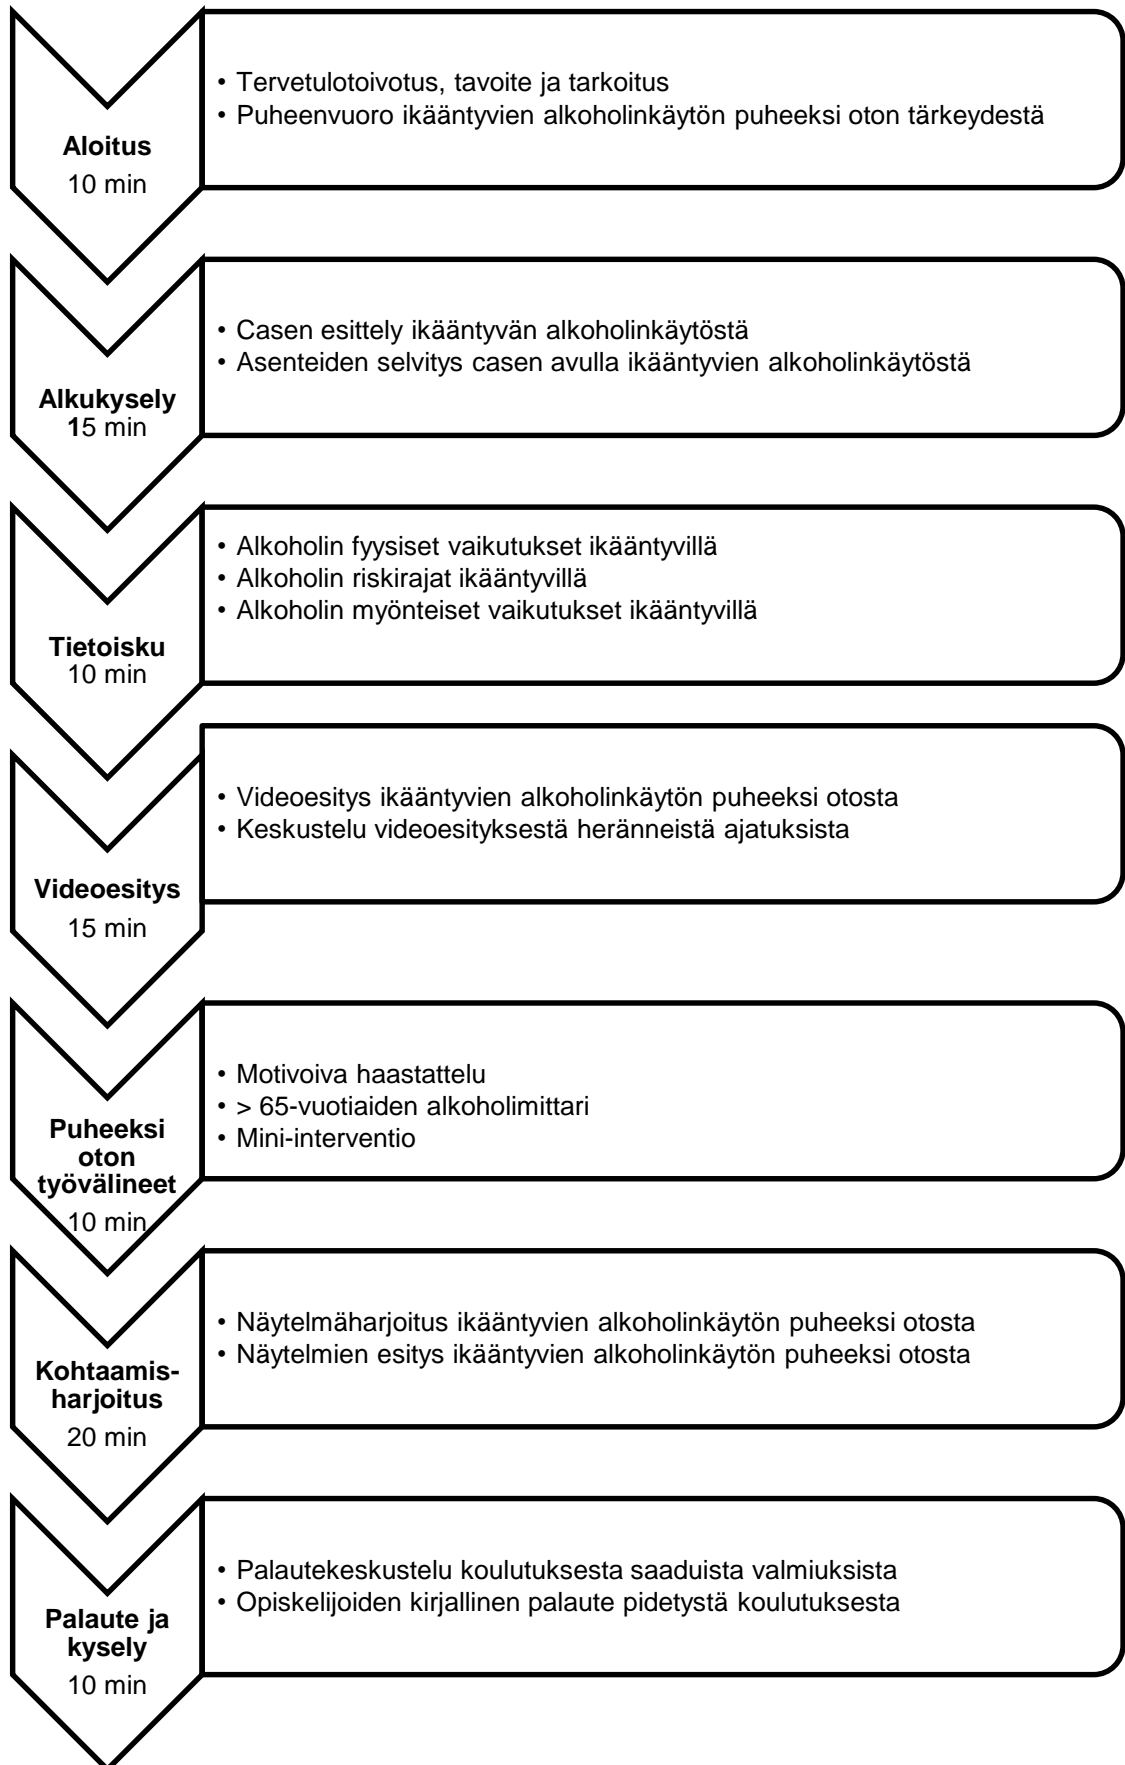 Aloitus
10 min
• Tervetulotoivotus, tavoite ja tarkoitus
• Puheenvuoro ikääntyvien alkoholinkäytön puheeksi oton tärkeydestä
Alkukysely
15 min
• Casen esittely ikääntyvän alkoholinkäytöstä
• Asenteiden selvitys casen avulla ikääntyvien alkoholinkäytöstä
Tietoisku
10 min
• Alkoholin fyysiset vaikutukset ikääntyvillä
• Alkoholin riskirajat ikääntyvillä
• Alkoholin myönteiset vaikutukset ikääntyvillä
Videoesitys
15 min
• Videoesitys ikääntyvien alkoholinkäytön puheeksi otosta
• Keskustelu videoesityksestä heränneistä ajatuksista
Puheeksi
oton
työvälineet
10 min
• Motivoiva haastattelu
• > 65-vuotiaiden alkoholimittari
• Mini-interventio
Kohtaamis-
harjoitus
20 min
• Näytelmäharjoitus ikääntyvien alkoholinkäytön puheeksi otosta
• Näytelmien esitys ikääntyvien alkoholinkäytön puheeksi otosta
Palaute ja
kysely
10 min
• Palautekeskustelu koulutuksesta saaduista valmiuksista
• Opiskelijoiden kirjallinen palaute pidetystä koulutuksesta